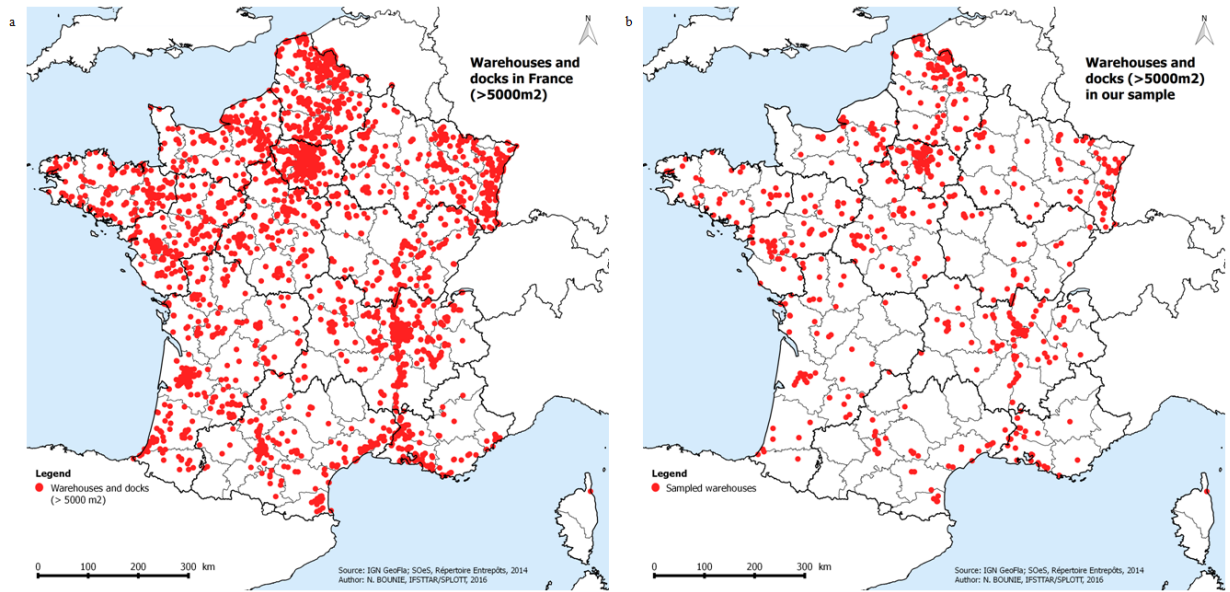 a
N
Warehouses and
docks in France
(>5000m2)
Legend
Warehouses and docks
(> 5000 m2)
0 100 200 300 km
Source: IGN GeoFla; SOeS, Répertoire Entrepôts, 2014
Author: N. BOUNIE, IFSTTAR/SPLOTT, 2016
b
N
Warehouses and
docks (>5000m2)
in our sample
Legend
Sampled warehouses
0 100 200 300 km
Source: IGN GeoFla; SOeS, Répertoire Entrepôts, 2014
Author: N. BOUNIE, IFSTTAR/SPLOTT, 2016